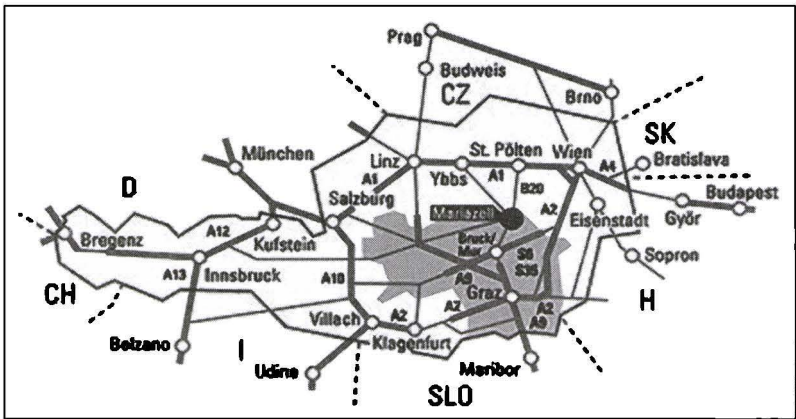 Prag
Budweis
CZ
Brno
SK
München
Linz
St. Pölten
Wien
A4
Bratislava
D
A1
Ybbs
A1
B20
Budapest
Salzburg
Mariazell
A2
Eisenstadt
Györ
Bregenz
A12
Kufstein
Bruck/
Mur
S6
Sopron
A13
Innsbruck
A10
A9
S35
CH
Graz
H
Villach
A2
A2
A2
A9
Klagenfurt
Bolzano
I
Udine
Maribor
SLO